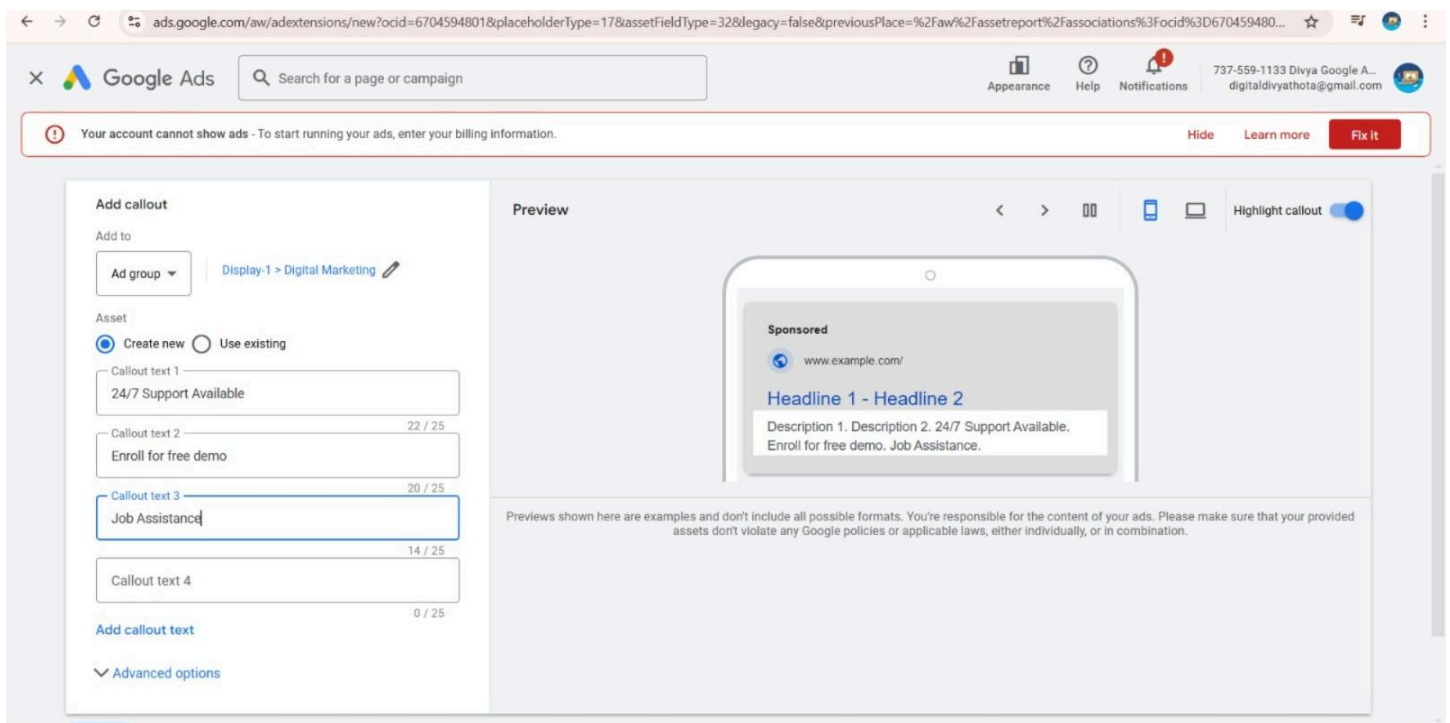 ads.google.com/aw/adextensions/new?ocid=6704594801&placeholderType=17&assetFieldType=32&legacy=false&previousPlace=%2Faw%2Fassetreport%2Fassociations%3Focid%3D670459480...
Google Ads
Search for a page or campaign
Appearance
Help
Notifications
737-559-1133 Divya Google A...
digitaldivyathota@gmail.com
Your account cannot show ads - To start running your ads, enter your billing information.
Hide
Learn more
Fix it
Add callout
Add to
Ad group
Display-1 > Digital Marketing
Asset
Create new
Use existing
Callout text 1
24/7 Support Available
22 / 25
Callout text 2
Enroll for free demo
20 / 25
Callout text 3
Job Assistance
14 / 25
Callout text 4
0 / 25
Add callout text
Advanced options
Preview
Highlight callout
Sponsored
www.example.com/
Headline 1 - Headline 2
Description 1. Description 2. 24/7 Support Available.
Enroll for free demo. Job Assistance.
Previews shown here are examples and don't include all possible formats. You're responsible for the content of your ads. Please make sure that your provided
assets don't violate any Google policies or applicable laws, either individually, or in combination.